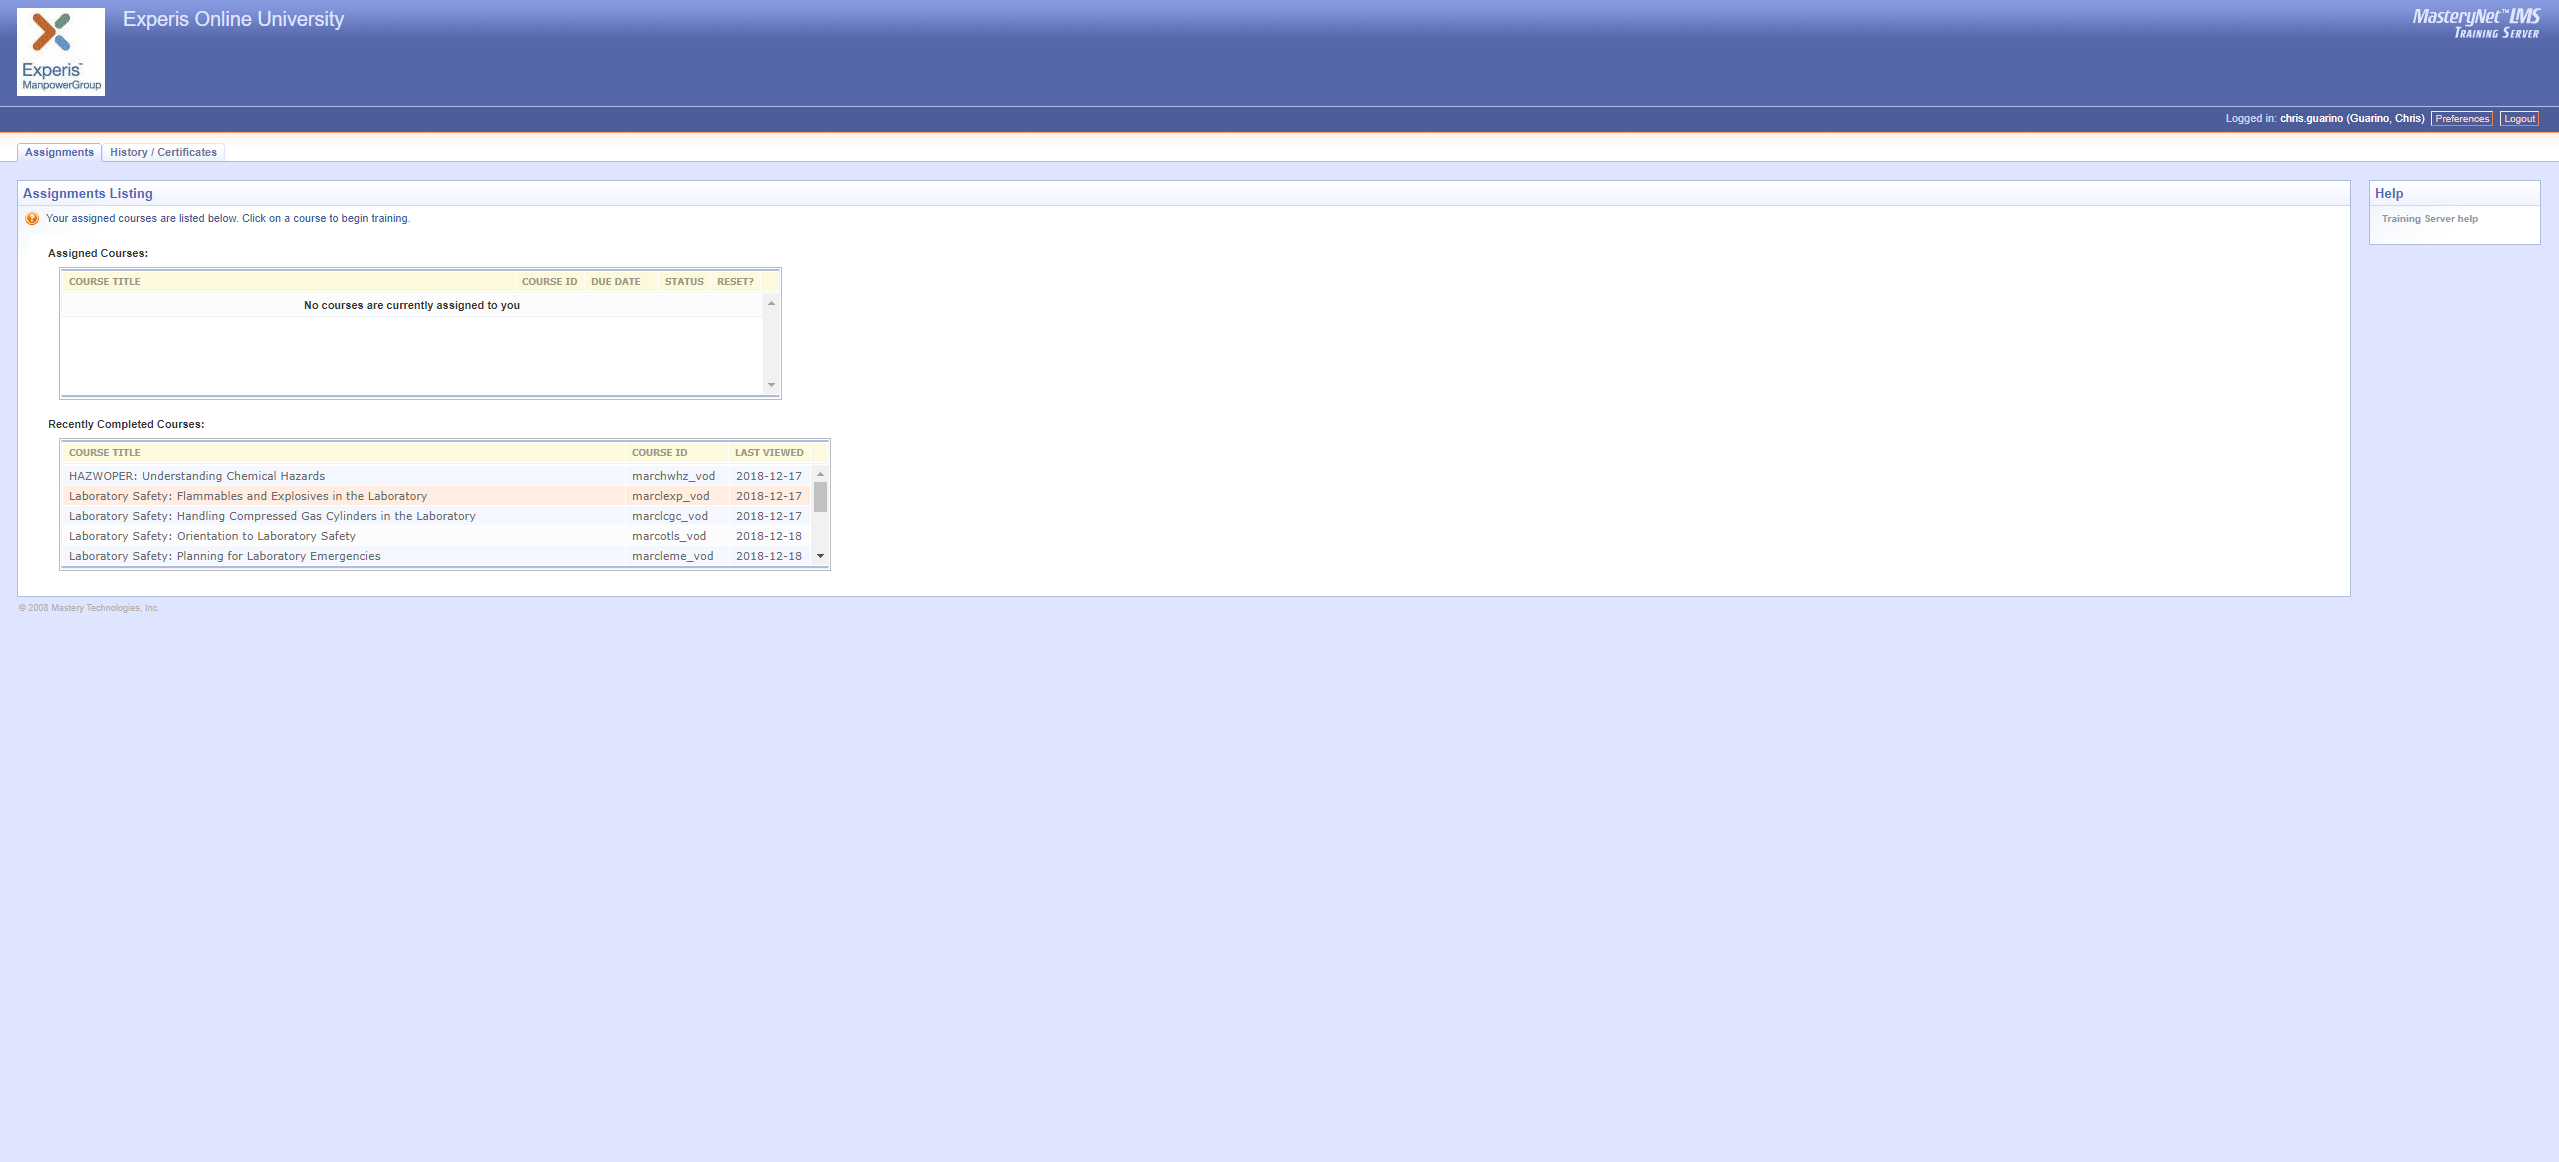 Experis Online University
Experis™
ManpowerGroup
MasteryNet™ LMS
Training Server
Logged in: chris.guarino (Guarino, Chris) Preferences Logout
Assignments History / Certificates
Assignments Listing
Your assigned courses are listed below. Click on a course to begin training.
Assigned Courses:
COURSE TITLE COURSE ID DUE DATE STATUS RESET?
No courses are currently assigned to you
Recently Completed Courses:
COURSE TITLE COURSE ID LAST VIEWED
HAZWOPER: Understanding Chemical Hazards marchwhz_vod 2018-12-17
Laboratory Safety: Flammables and Explosives in the Laboratory marclexp_vod 2018-12-17
Laboratory Safety: Handling Compressed Gas Cylinders in the Laboratory marclcgc_vod 2018-12-17
Laboratory Safety: Orientation to Laboratory Safety marcotls_vod 2018-12-18
Laboratory Safety: Planning for Laboratory Emergencies marcleme_vod 2018-12-18
Help
Training Server help
© 2008 Mastery Technologies, Inc.